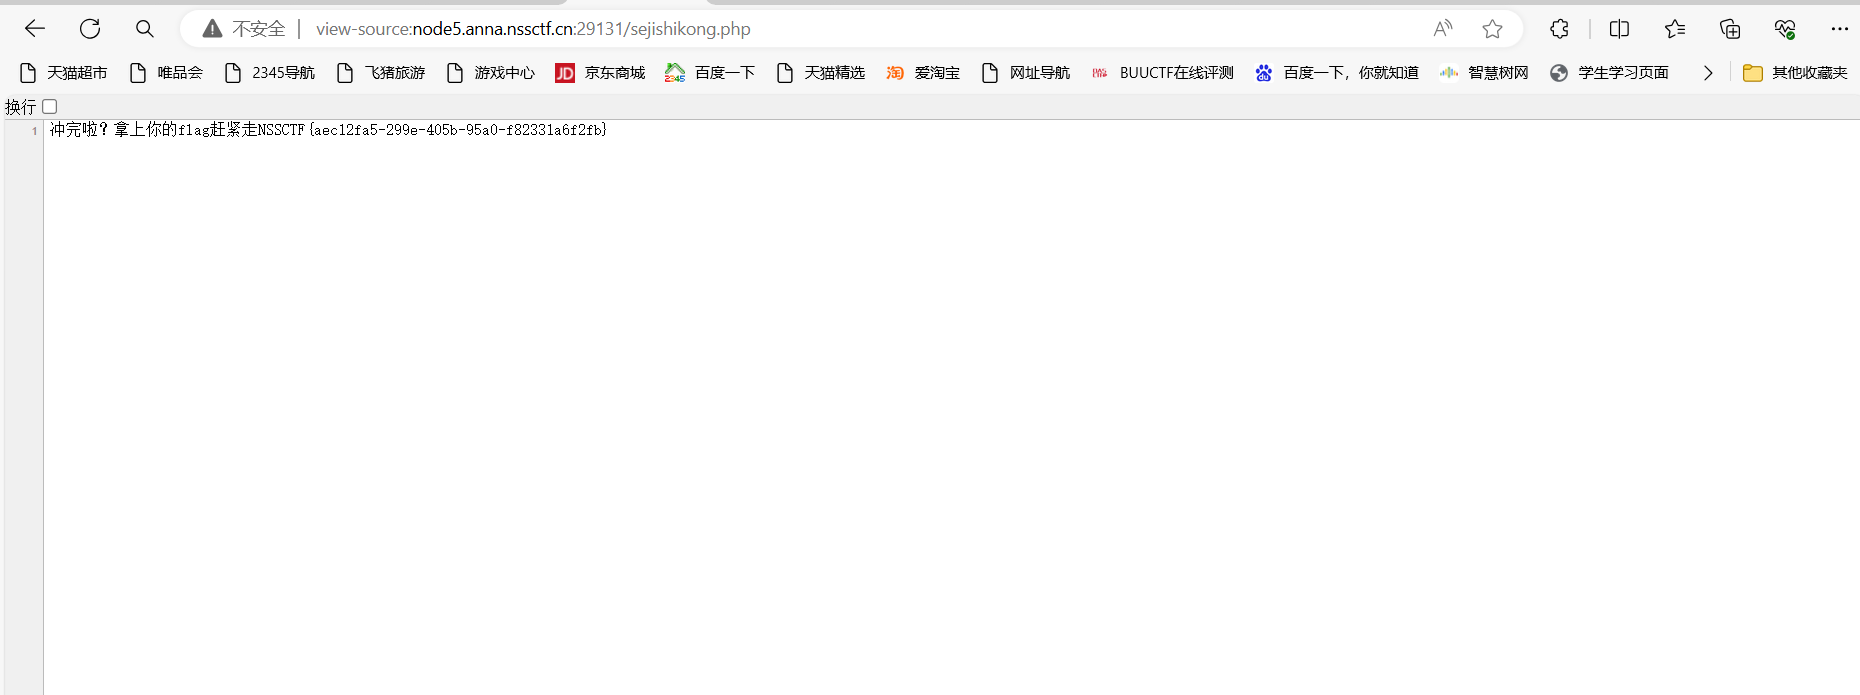 不安全 view-source:node5.anna.nssctf.cn:29131/sejishikong.php
天猫超市 唯品会 2345导航 飞猪旅游 游戏中心 JD 京东商城 2345 百度一下 天猫精选 淘 爱淘宝 网址导航 BUUCTF在线评测 百度一下，你就知道 智慧树网 学生学习页面 其他收藏夹
换行
1 冲完啦？拿上你的flag赶紧走NSSCTF{aec12fa5-299e-405b-95a0-f82331a6f2fb}